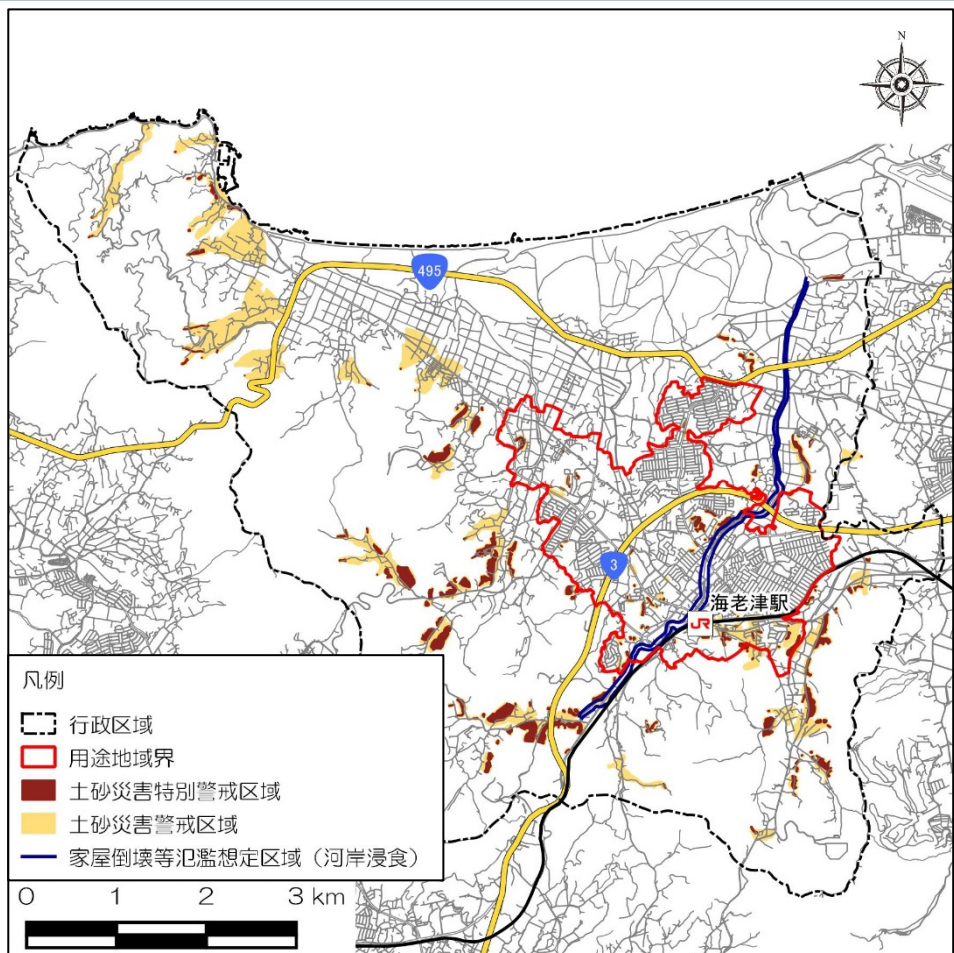 N
495
3
海老津駅
JR
凡例
行政区域
用途地域界
土砂災害特別警戒区域
土砂災害警戒区域
家屋倒壊等氾濫想定区域（河岸浸食）
0 1 2 3 km